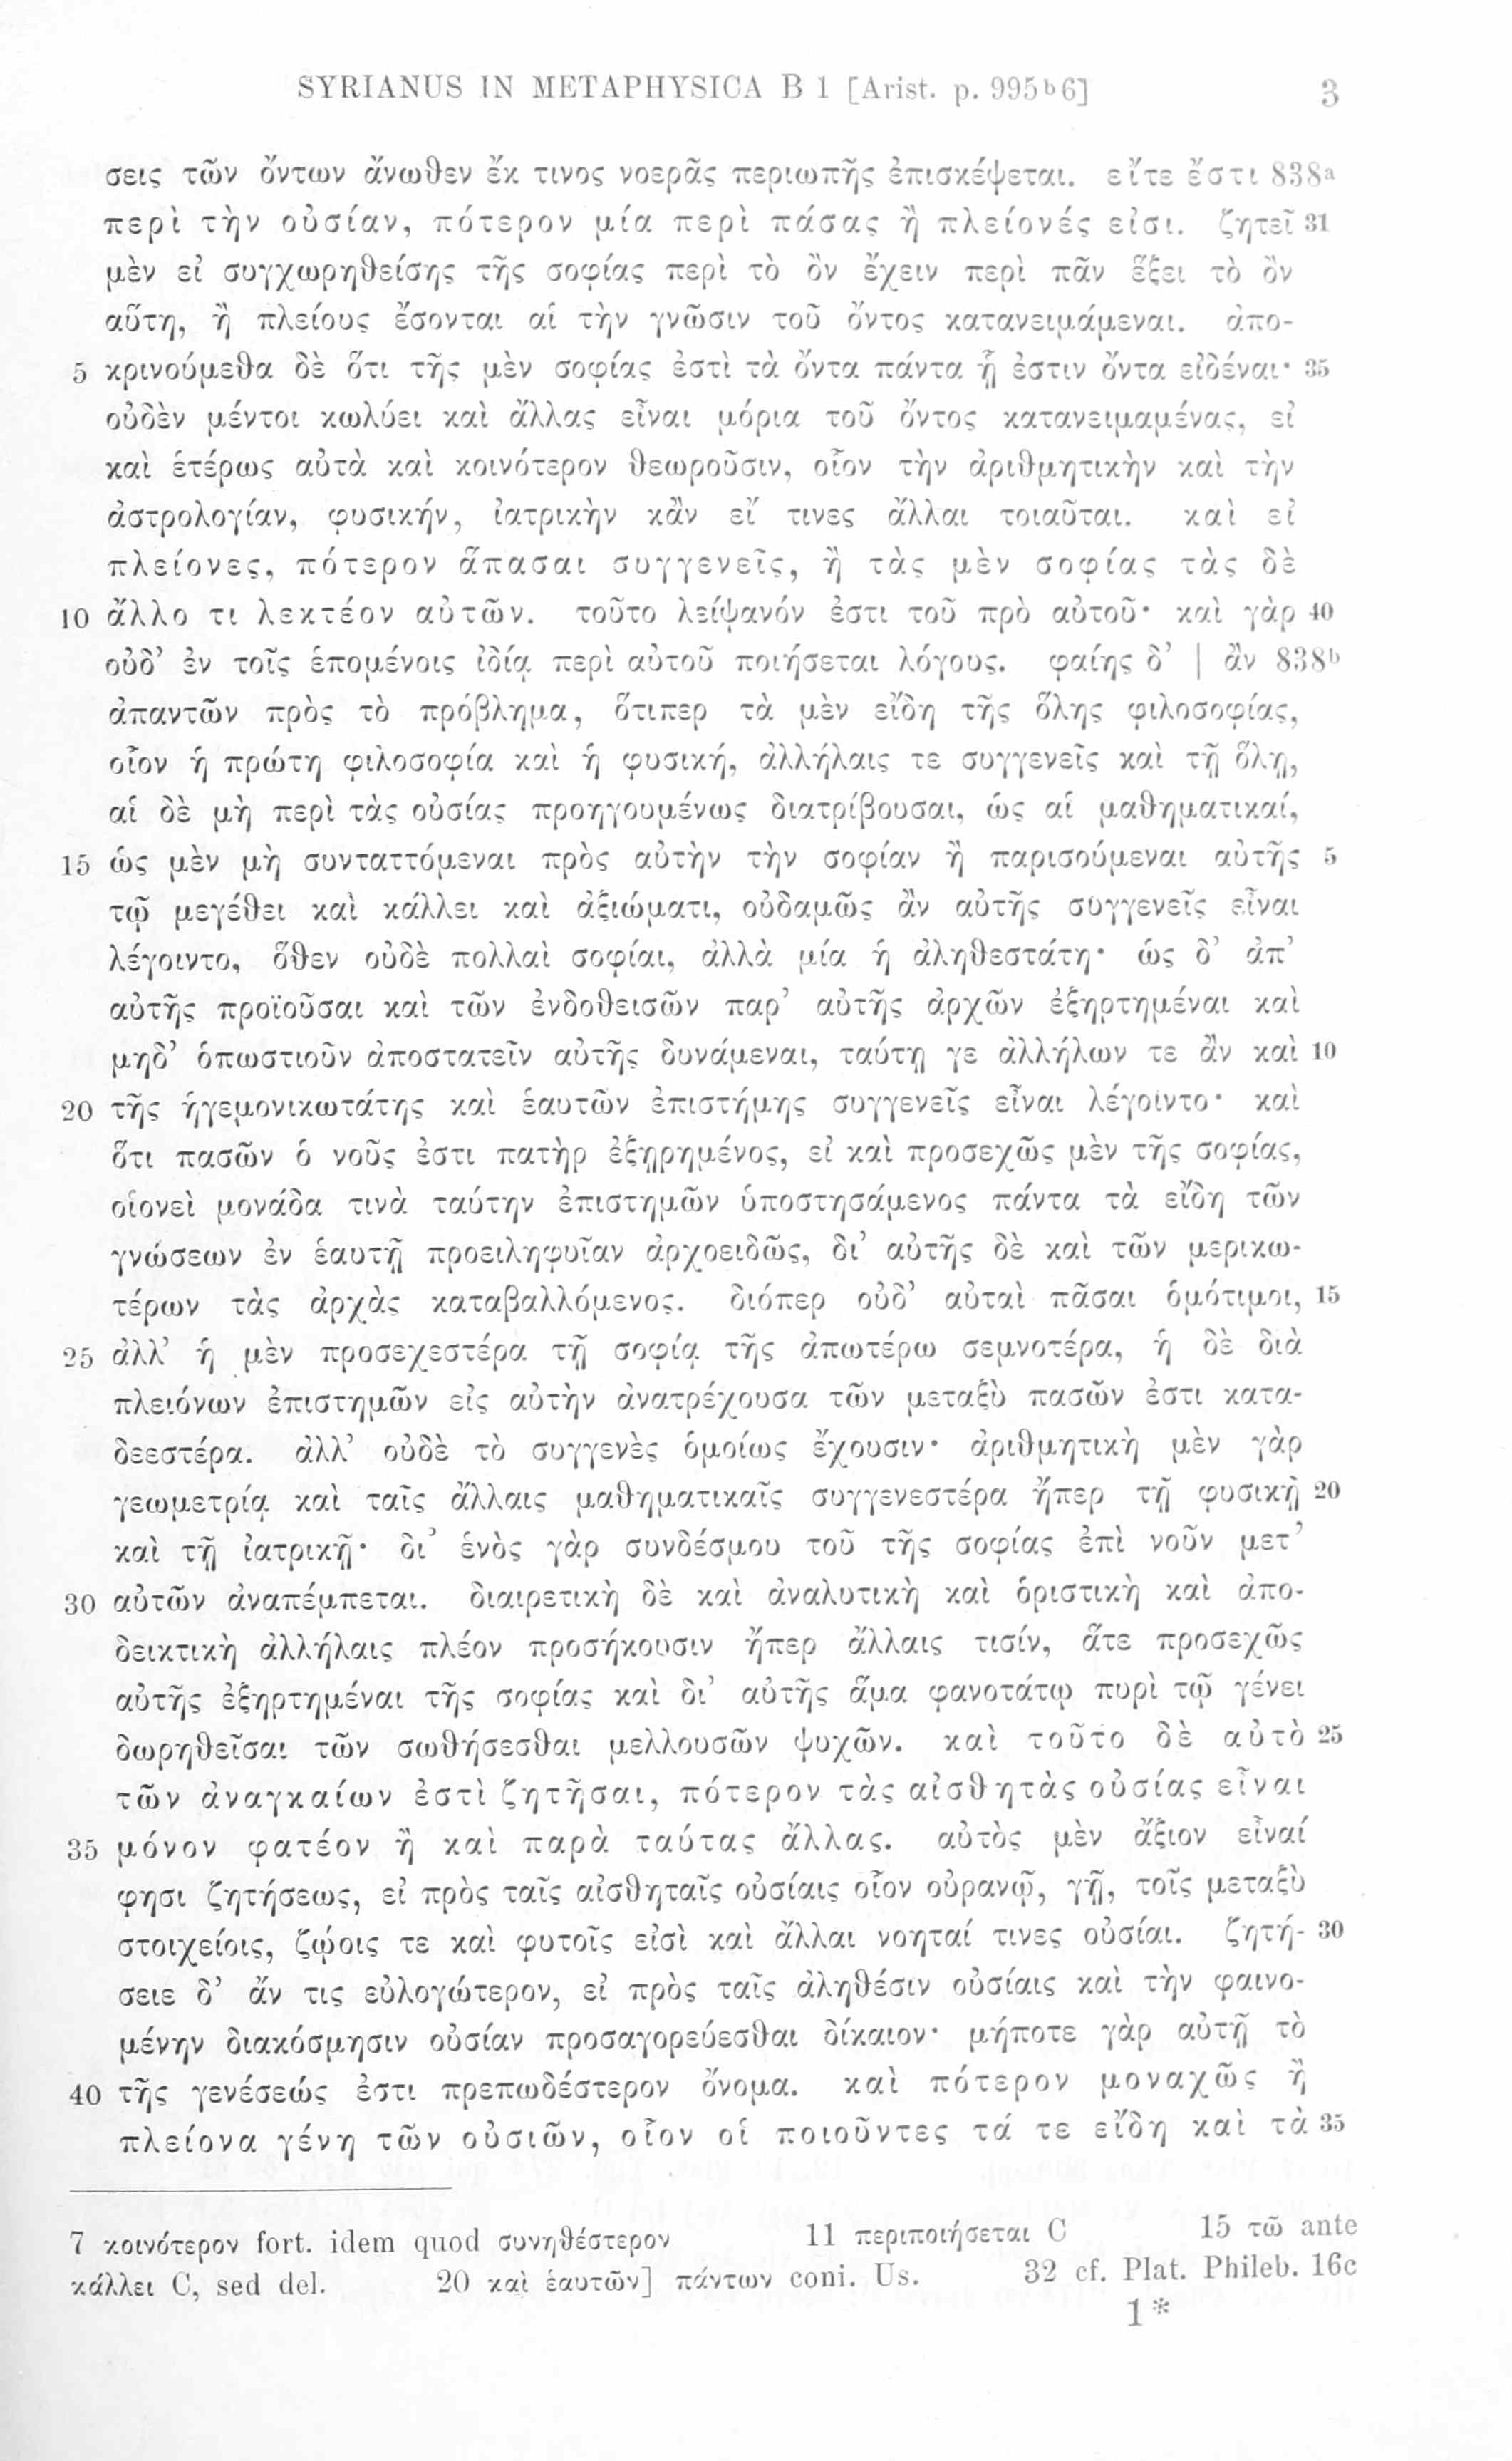 SYRIANUS IN METAPHYSICA B 1 [Arist. p. 995b6] 3
σεις τῶν ὄντων ἄνωθεν ἔκ τινος νοερᾶς περιωπῆς ἐπισκέψεται. εἴτε ἔστι 838a
περὶ τὴν οὐσίαν, πότερον μία περὶ πάσας ἢ πλείονές εἰσι. ζητεῖ 31
μὲν εἰ συγχωρηθείσης τῆς σοφίας περὶ τὸ ὂν ἔχειν περὶ πᾶν ἕξει τὸ ὂν
αὕτη, ἢ πλείους ἔσονται αἱ τὴν γνῶσιν τοῦ ὄντος κατανειμάμεναι. ἀπο-
5 κρινούμεθα δὲ ὅτι τῆς μὲν σοφίας ἐστὶ τὰ ὄντα πάντα ᾗ ἐστιν ὄντα εἰδέναι· 35
οὐδὲν μέντοι κωλύει καὶ ἄλλας εἶναι μόρια τοῦ ὄντος κατανειμαμένας, εἰ
καὶ ἑτέρως αὐτὰ καὶ κοινότερον θεωροῦσιν, οἷον τὴν ἀριθμητικὴν καὶ τὴν
ἀστρολογίαν, φυσικήν, ἰατρικὴν κἂν εἴ τινες ἄλλαι τοιαῦται. καὶ εἰ
πλείονες, πότερον ἅπασαι συγγενεῖς, ἢ τὰς μὲν σοφίας τὰς δὲ
10 ἄλλο τι λεκτέον αὐτῶν. τοῦτο λείψανόν ἐστι τοῦ πρὸ αὐτοῦ· καὶ γὰρ 40
οὐδ’ ἐν τοῖς ἑπομένοις ἰδίᾳ περὶ αὐτοῦ ποιήσεται λόγους. φαίης δ’ | ἂν 838b
ἀπαντῶν πρὸς τὸ πρόβλημα, ὅτιπερ τὰ μὲν εἴδη τῆς ὅλης φιλοσοφίας,
οἷον ἡ πρώτη φιλοσοφία καὶ ἡ φυσική, ἀλλήλαις τε συγγενεῖς καὶ τῇ ὅλῃ,
αἱ δὲ μὴ περὶ τὰς οὐσίας προηγουμένως διατρίβουσαι, ὡς αἱ μαθηματικαί,
15 ὡς μὲν μὴ συνταττόμεναι πρὸς αὐτὴν τὴν σοφίαν ἢ παρισούμεναι αὐτῆς 5
τῷ μεγέθει καὶ κάλλει καὶ ἀξιώματι, οὐδαμῶς ἂν αὐτῆς συγγενεῖς εἶναι
λέγοιντο, ὅθεν οὐδὲ πολλαὶ σοφίαι, ἀλλὰ μία ἡ ἀληθεστάτη· ὡς δ’ ἀπ’
αὐτῆς προϊοῦσαι καὶ τῶν ἐνδοθεισῶν παρ’ αὐτῆς ἀρχῶν ἐξηρτημέναι καὶ
μηδ’ ὁπωστιοῦν ἀποστατεῖν αὐτῆς δυνάμεναι, ταύτῃ γε ἀλλήλων τε ἂν καὶ 10
20 τῆς ἡγεμονικωτάτης καὶ ἑαυτῶν ἐπιστήμης συγγενεῖς εἶναι λέγοιντο· καὶ
ὅτι πασῶν ὁ νοῦς ἐστι πατὴρ ἐξῃρημένος, εἰ καὶ προσεχῶς μὲν τῆς σοφίας,
οἱονεὶ μονάδα τινὰ ταύτην ἐπιστημῶν ὑποστησάμενος πάντα τὰ εἴδη τῶν
γνώσεων ἐν ἑαυτῇ προειληφυῖαν ἀρχοειδῶς, δι’ αὐτῆς δὲ καὶ τῶν μερικω-
τέρων τὰς ἀρχὰς καταβαλλόμενος. διόπερ οὐδ’ αὐταὶ πᾶσαι ὁμότιμοι, 15
25 ἀλλ’ ἡ μὲν προσεχεστέρα τῇ σοφίᾳ τῆς ἀπωτέρω σεμνοτέρα, ἡ δὲ διὰ
πλειόνων ἐπιστημῶν εἰς αὐτὴν ἀνατρέχουσα τῶν μεταξὺ πασῶν ἐστι κατα-
δεεστέρα. ἀλλ’ οὐδὲ τὸ συγγενὲς ὁμοίως ἔχουσιν· ἀριθμητικὴ μὲν γὰρ
γεωμετρίᾳ καὶ ταῖς ἄλλαις μαθηματικαῖς συγγενεστέρα ἤπερ τῇ φυσικῇ 20
καὶ τῇ ἰατρικῇ· δι’ ἑνὸς γὰρ συνδέσμου τοῦ τῆς σοφίας ἐπὶ νοῦν μετ’
30 αὐτῶν ἀναπέμπεται. διαιρετικὴ δὲ καὶ ἀναλυτικὴ καὶ ὁριστικὴ καὶ ἀπο-
δεικτικὴ ἀλλήλαις πλέον προσήκουσιν ἤπερ ἄλλαις τισίν, ἅτε προσεχῶς
αὐτῆς ἐξηρτημέναι τῆς σοφίας καὶ δι’ αὐτῆς ἅμα φανοτάτῳ πυρὶ τῷ γένει
δωρηθεῖσαι τῶν σωθήσεσθαι μελλουσῶν ψυχῶν. καὶ τοῦτο δὲ αὐτὸ 25
τῶν ἀναγκαίων ἐστὶ ζητῆσαι, πότερον τὰς αἰσθητὰς οὐσίας εἶναι
35 μόνον φατέον ἢ καὶ παρὰ ταύτας ἄλλας. αὐτὸς μὲν ἄξιον εἶναί
φησι ζητήσεως, εἰ πρὸς ταῖς αἰσθηταῖς οὐσίαις οἷον οὐρανῷ, γῇ, τοῖς μεταξὺ
στοιχείοις, ζῴοις τε καὶ φυτοῖς εἰσὶ καὶ ἄλλαι νοηταί τινες οὐσίαι. ζητή- 30
σειε δ’ ἄν τις εὐλογώτερον, εἰ πρὸς ταῖς ἀληθέσιν οὐσίαις καὶ τὴν φαινο-
μένην διακόσμησιν οὐσίαν προσαγορεύεσθαι δίκαιον· μήποτε γὰρ αὐτῇ τὸ
40 τῆς γενέσεώς ἐστι πρεπωδέστερον ὄνομα. καὶ πότερον μοναχῶς ἢ
πλείονα γένη τῶν οὐσιῶν, οἷον οἱ ποιοῦντες τά τε εἴδη καὶ τὰ 35
7 κοινότερον fort. idem quod συνηθέστερον 11 περιποιήσεται C 15 τῶ ante
κάλλει C, sed del. 20 καὶ ἑαυτῶν] πάντων coni. Us. 32 cf. Plat. Phileb. 16c
1*